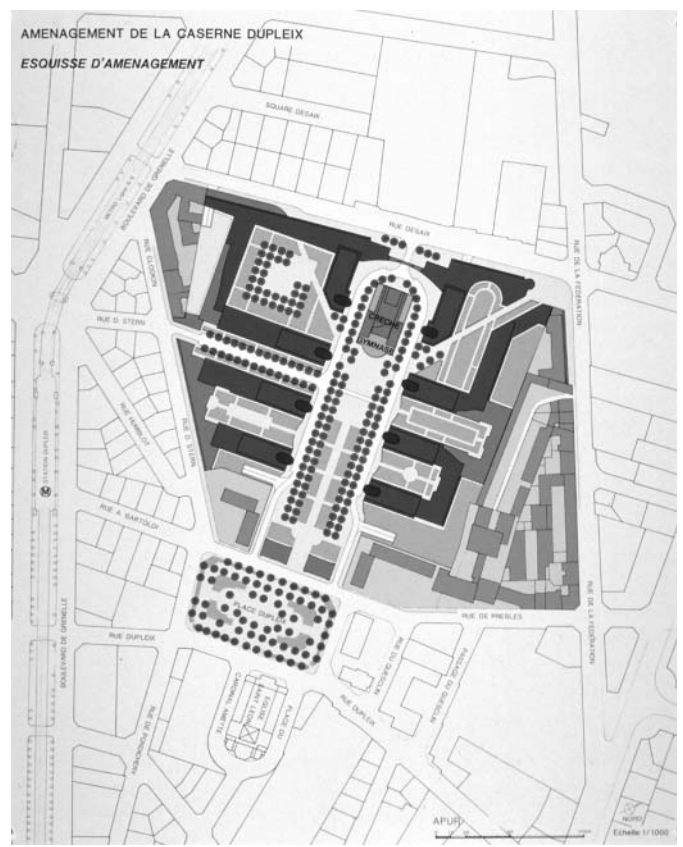 AMENAGEMENT DE LA CASERNE DUPLEIX
ESQUISSE D'AMENAGEMENT
SQUARE DESAIX
BOULEVARD DE GRENELLE
RUE DESAIX
RUE CLODION
RUE DE LA FEDERATION
CRECHE
GYMNASE
RUE D. STERN
RUE HUMBLOT
RUE D. STERN
STATION DUPLEIX
M
RUE A. BARTOLDI
PLACE DUPLEIX
RUE DE PRESLES
RUE DE LA FEDERATION
BOULEVARD DE GRENELLE
RUE DUPLEIX
RUE DU GUESCLIN
PASSAGE DU GUESCLIN
RUE DUPLEIX
EGLISE
SAINT LEON
PLACE DU
CARDINAL AMETTE
RUE DE PONDICHERY
APUR
NORD
Echelle 1/1000